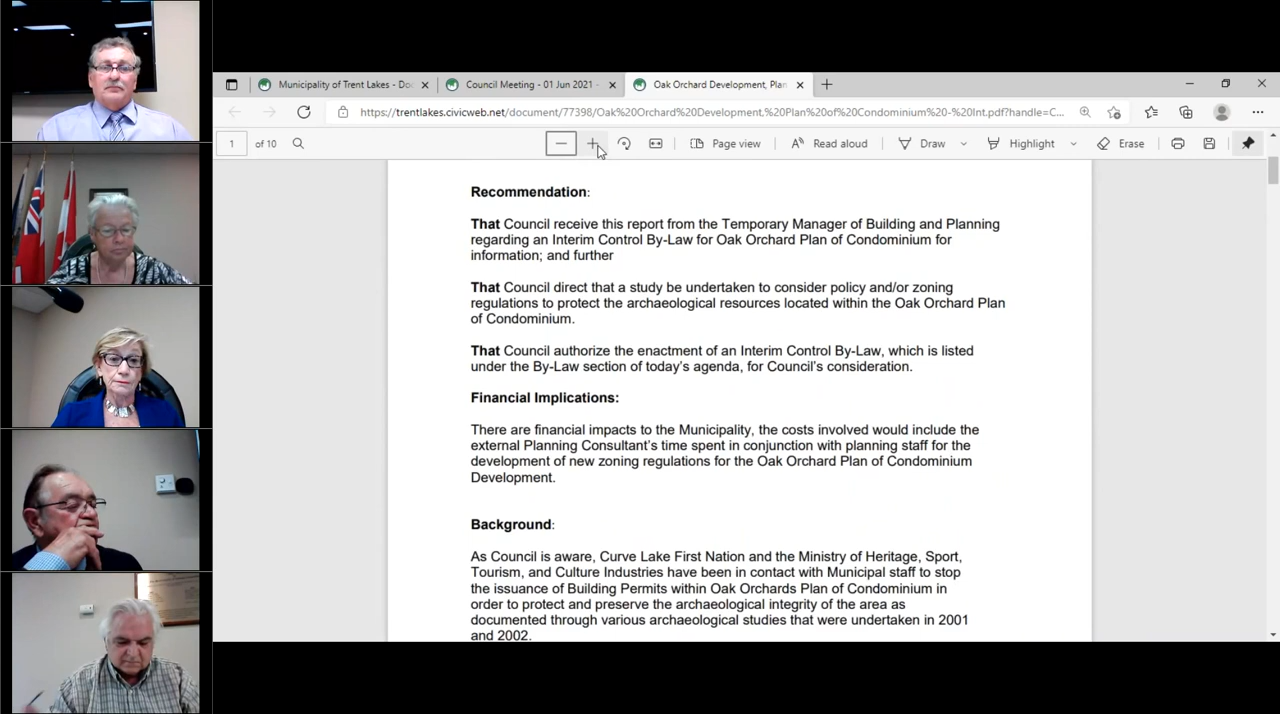 Municipality of Trent Lakes - Doc
Council Meeting - 01 Jun 2021 -
Oak Orchard Development, Plan
https://trentlakes.civicweb.net/document/77398/Oak%20Orchard%20Development,%20Plan%20of%20Condominium%20-%20Int.pdf?handle=C...
1 of 10
Page view
Read aloud
Draw
Highlight
Erase
Recommendation:
That Council receive this report from the Temporary Manager of Building and Planning
regarding an Interim Control By-Law for Oak Orchard Plan of Condominium for
information; and further
That Council direct that a study be undertaken to consider policy and/or zoning
regulations to protect the archaeological resources located within the Oak Orchard Plan
of Condominium.
That Council authorize the enactment of an Interim Control By-Law, which is listed
under the By-Law section of today's agenda, for Council's consideration.
Financial Implications:
There are financial impacts to the Municipality, the costs involved would include the
external Planning Consultant's time spent in conjunction with planning staff for the
development of new zoning regulations for the Oak Orchard Plan of Condominium
Development.
Background:
As Council is aware, Curve Lake First Nation and the Ministry of Heritage, Sport,
Tourism, and Culture Industries have been in contact with Municipal staff to stop
the issuance of Building Permits within Oak Orchards Plan of Condominium in
order to protect and preserve the archaeological integrity of the area as
documented through various archaeological studies that were undertaken in 2001
and 2002.